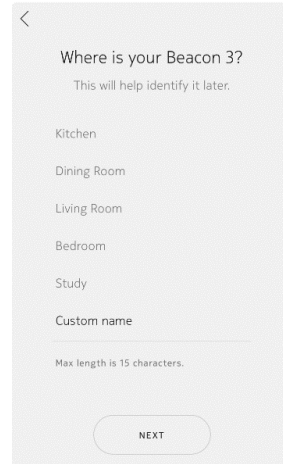 Where is your Beacon 3?
This will help identify it later.
Kitchen
Dining Room
Living Room
Bedroom
Study
Custom name
Max length is 15 characters.
NEXT